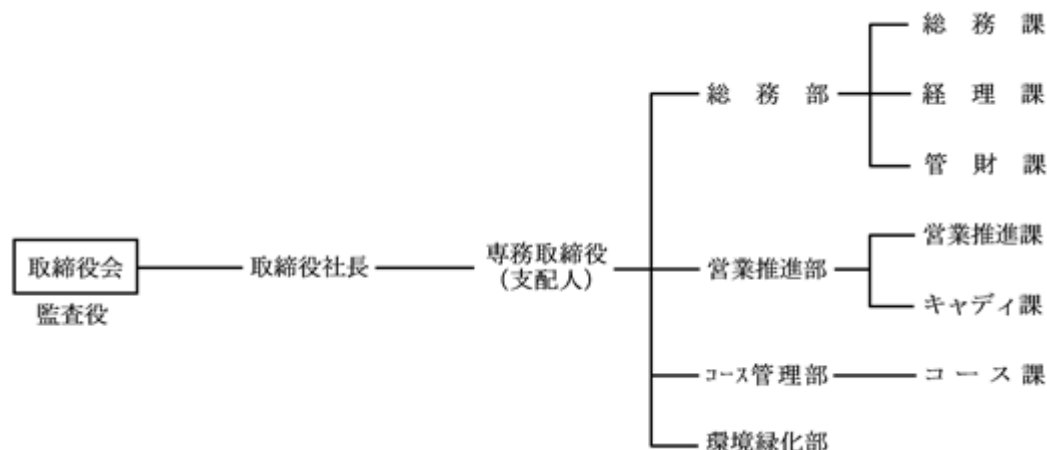 取締役会
監査役
取締役社長
専務取締役
(支配人)
総務部
総務課
経理課
管財課
営業推進部
営業推進課
キャディ課
コース管理部
コース課
環境緑化部